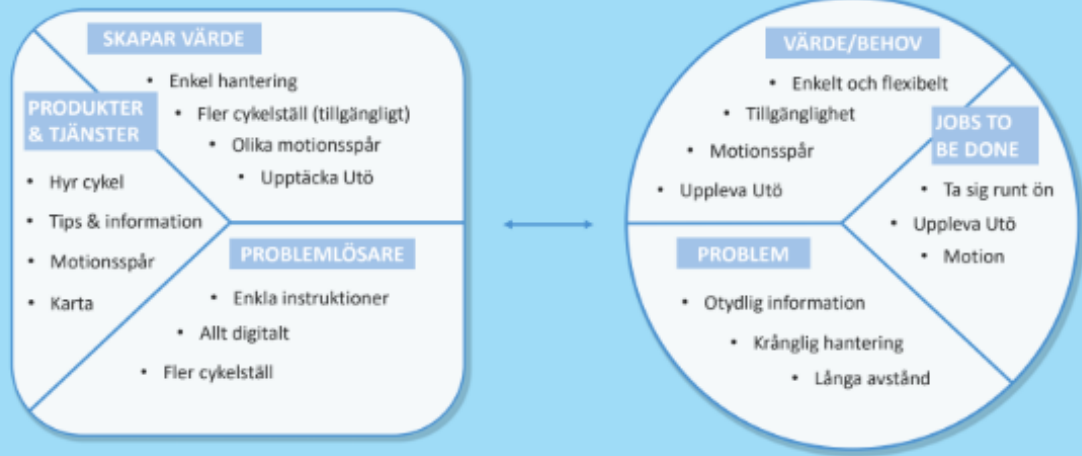 SKAPAR VÄRDE
• Enkel hantering
• Fler cykelställ (tillgängligt)
• Olika motionsspår
• Upptäcka Utö
PRODUKTER
& TJÄNSTER
• Hyr cykel
• Tips & information
• Motionsspår
• Karta
PROBLEMLÖSARE
• Enkla instruktioner
• Allt digitalt
• Fler cykelställ
VÄRDE/BEHOV
• Enkelt och flexibelt
• Tillgänglighet
• Motionsspår
• Uppleva Utö
JOBS TO
BE DONE
• Ta sig runt ön
• Uppleva Utö
• Motion
PROBLEM
• Otydlig information
• Krånglig hantering
• Långa avstånd